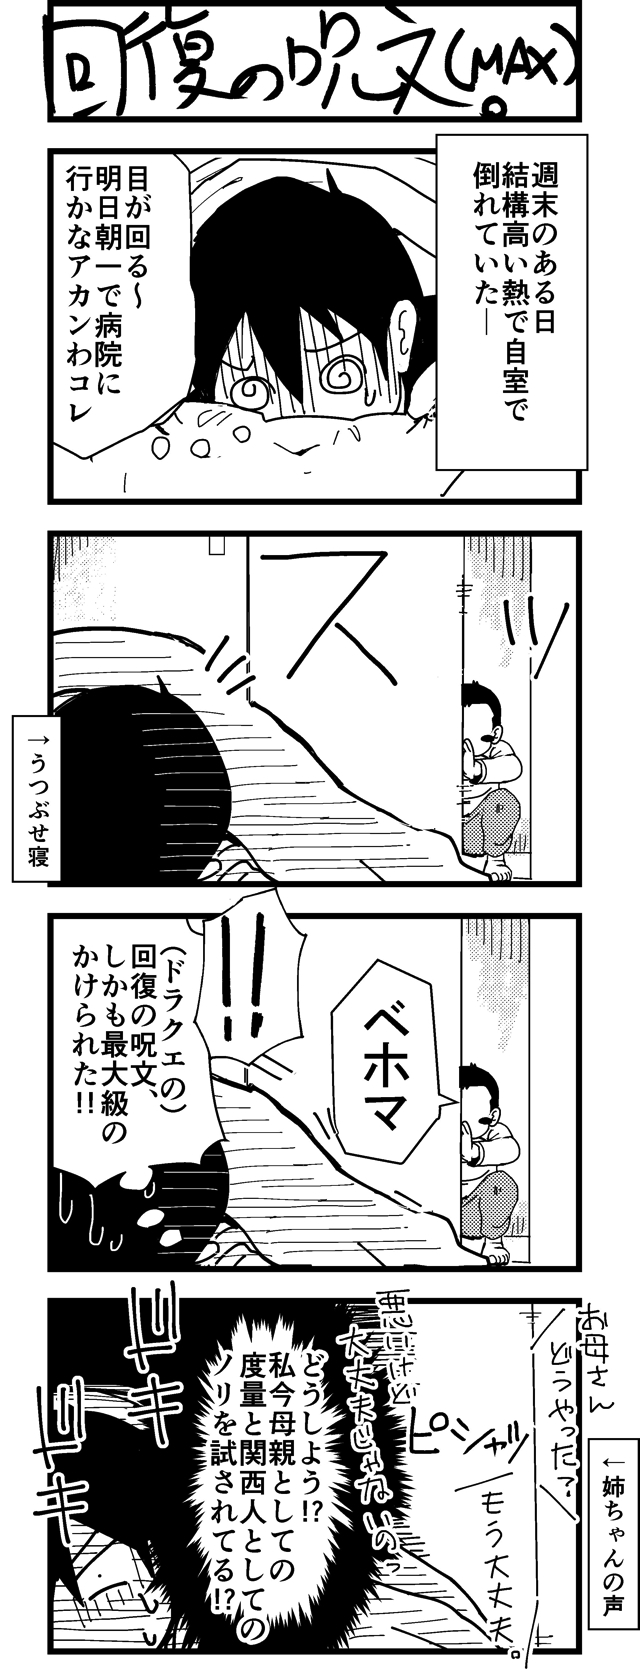 回復の呪文(MAX)。
週末のある日
結構高い熱で自室で
倒れていた―
目が回る～
明日朝一で病院に
行かなアカンわコレ
ス
ッ
→うつぶせ寝
ベホマ
!!
(ドラクエの)
回復の呪文、
しかも最大級の
かけられた!!
お母さん
どうやった?
←姉ちゃんの声
もう大丈夫。
ピシャッ
悪いけど
大丈夫じゃないのっ
どうしよう!?
私今母親としての
度量と関西人としての
ノリを試されてる!?
ドキ
ドキ